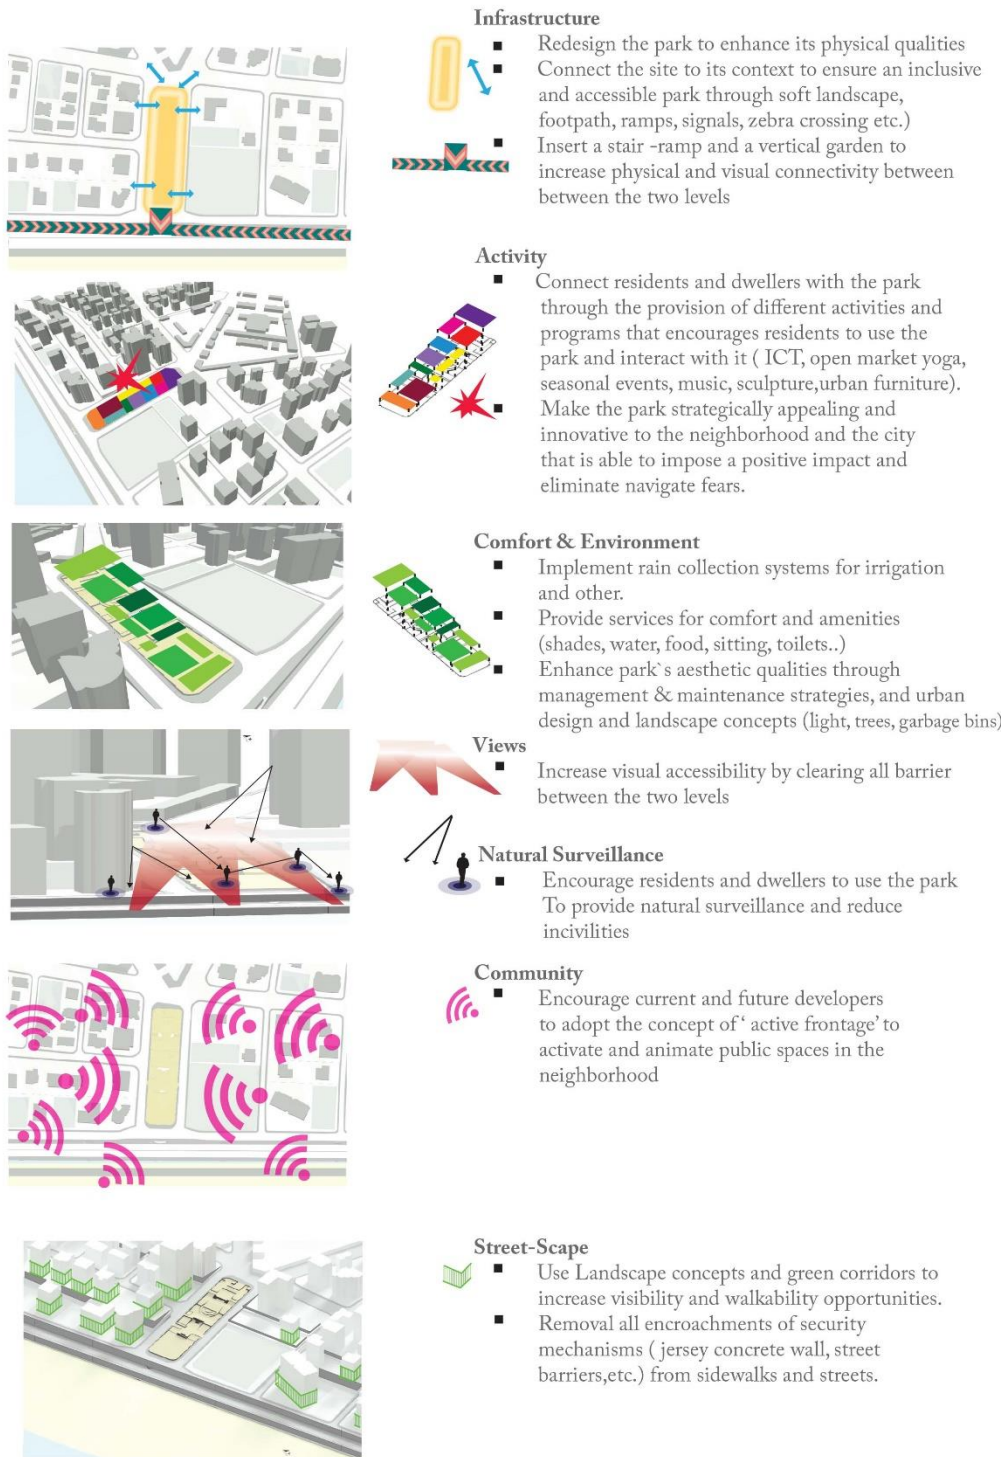 Infrastructure
▪ Redesign the park to enhance its physical qualities
▪ Connect the site to its context to ensure an inclusive
and accessible park through soft landscape,
footpath, ramps, signals, zebra crossing etc.)
▪ Insert a stair -ramp and a vertical garden to
increase physical and visual connectivity between
between the two levels
Activity
▪ Connect residents and dwellers with the park
through the provision of different activities and
programs that encourages residents to use the
park and interact with it ( ICT, open market yoga,
seasonal events, music, sculpture,urban furniture).
▪ Make the park strategically appealing and
innovative to the neighborhood and the city
that is able to impose a positive impact and
eliminate navigate fears.
Comfort & Environment
▪ Implement rain collection systems for irrigation
and other.
▪ Provide services for comfort and amenities
(shades, water, food, sitting, toilets..)
▪ Enhance park`s aesthetic qualities through
management & maintenance strategies, and urban
design and landscape concepts (light, trees, garbage bins)
Views
▪ Increase visual accessibility by clearing all barrier
between the two levels
Natural Surveillance
▪ Encourage residents and dwellers to use the park
To provide natural surveillance and reduce
incivilities
Community
▪ Encourage current and future developers
to adopt the concept of ‘ active frontage’ to
activate and animate public spaces in the
neighborhood
Street-Scape
▪ Use Landscape concepts and green corridors to
increase visibility and walkability opportunities.
▪ Removal all encroachments of security
mechanisms ( jersey concrete wall, street
barriers,etc.) from sidewalks and streets.